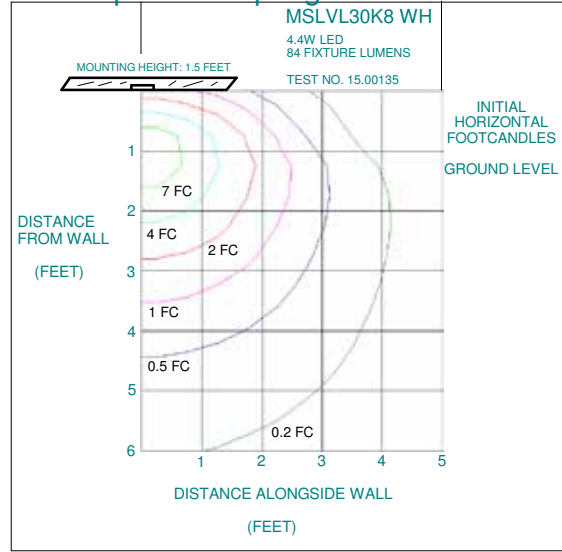 MSLVL30K8 WH
4.4W LED
84 FIXTURE LUMENS
TEST NO. 15.00135
MOUNTING HEIGHT: 1.5 FEET
INITIAL
HORIZONTAL
FOOTCANDLES
GROUND LEVEL
DISTANCE
FROM WALL
(FEET)
1
2
3
4
5
6
7 FC
4 FC
2 FC
1 FC
0.5 FC
0.2 FC
1 2 3 4 5
DISTANCE ALONGSIDE WALL
(FEET)